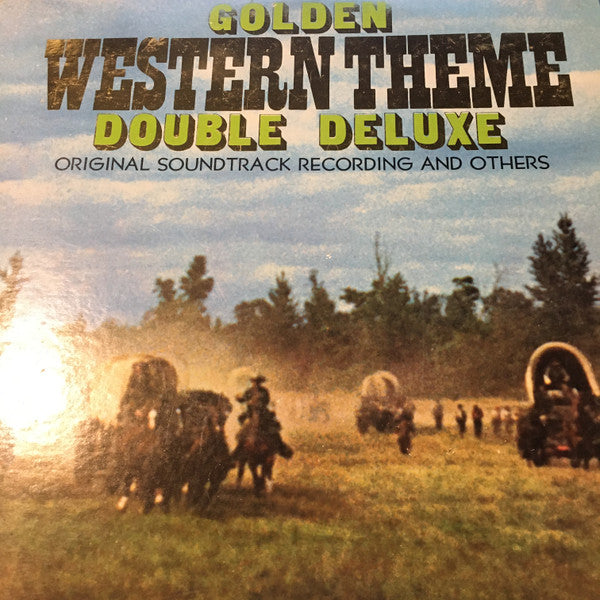 GOLDEN
WESTERN THEME
DOUBLE DELUXE
ORIGINAL SOUNDTRACK RECORDING AND OTHERS